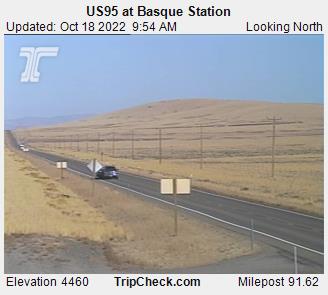 US95 at Basque Station
Updated: Oct 18 2022 9:54 AM Looking North
Elevation 4460 TripCheck.com Milepost 91.62